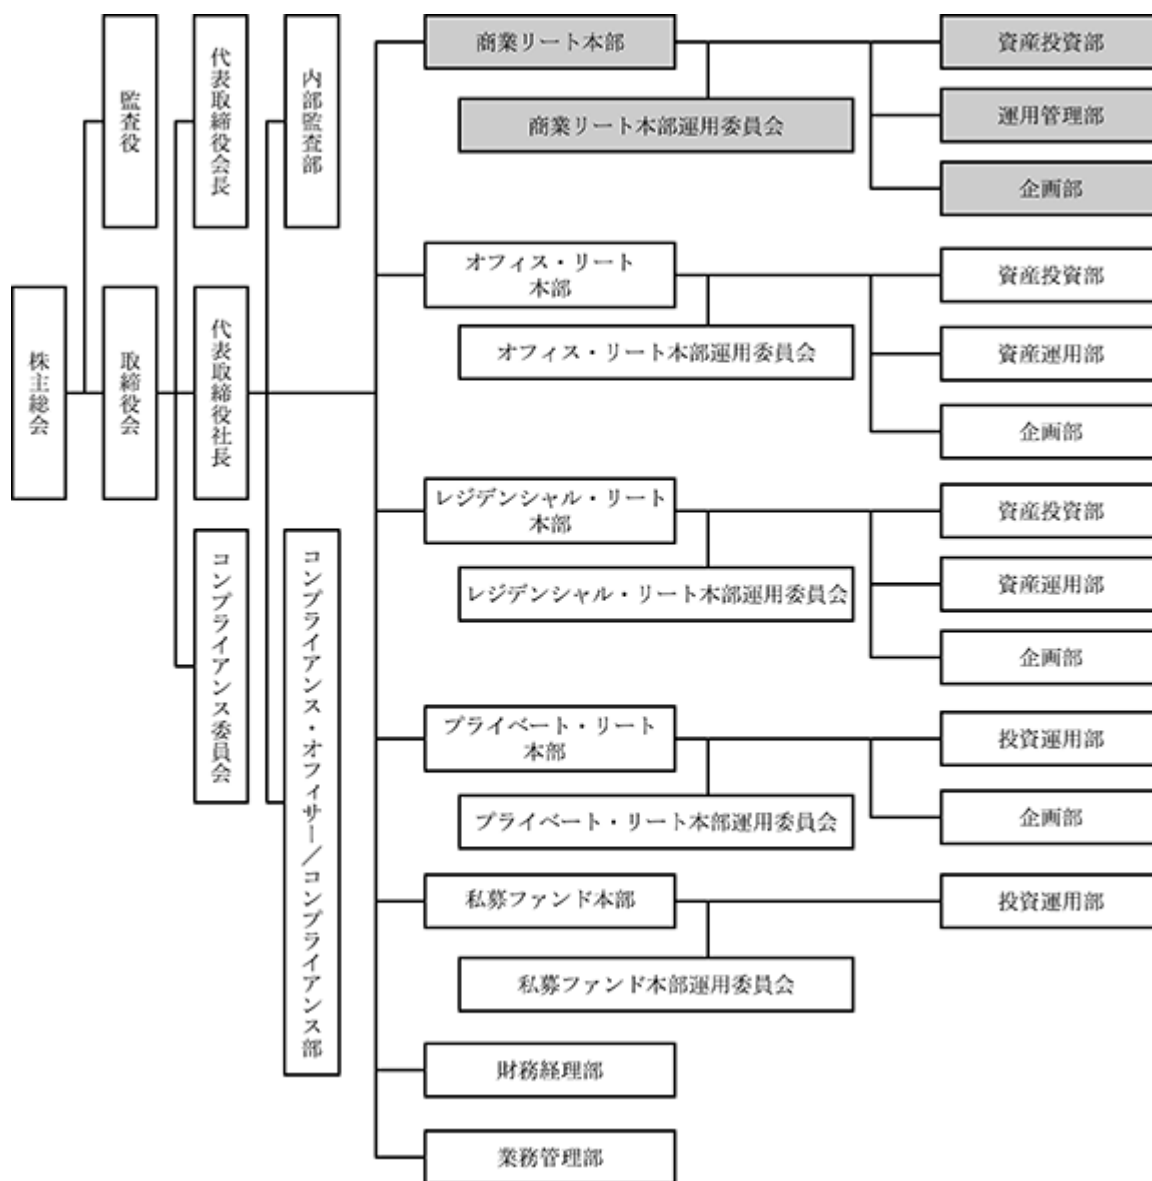 株主総会
監査役
取締役会
代表取締役会長
代表取締役社長
コンプライアンス委員会
内部監査部
コンプライアンス・オフィサー／コンプライアンス部
商業リート本部
商業リート本部運用委員会
資産投資部
運用管理部
企画部
オフィス・リート
本部
オフィス・リート本部運用委員会
資産投資部
資産運用部
企画部
レジデンシャル・リート
本部
レジデンシャル・リート本部運用委員会
資産投資部
資産運用部
企画部
プライベート・リート
本部
プライベート・リート本部運用委員会
投資運用部
企画部
私募ファンド本部
私募ファンド本部運用委員会
投資運用部
財務経理部
業務管理部